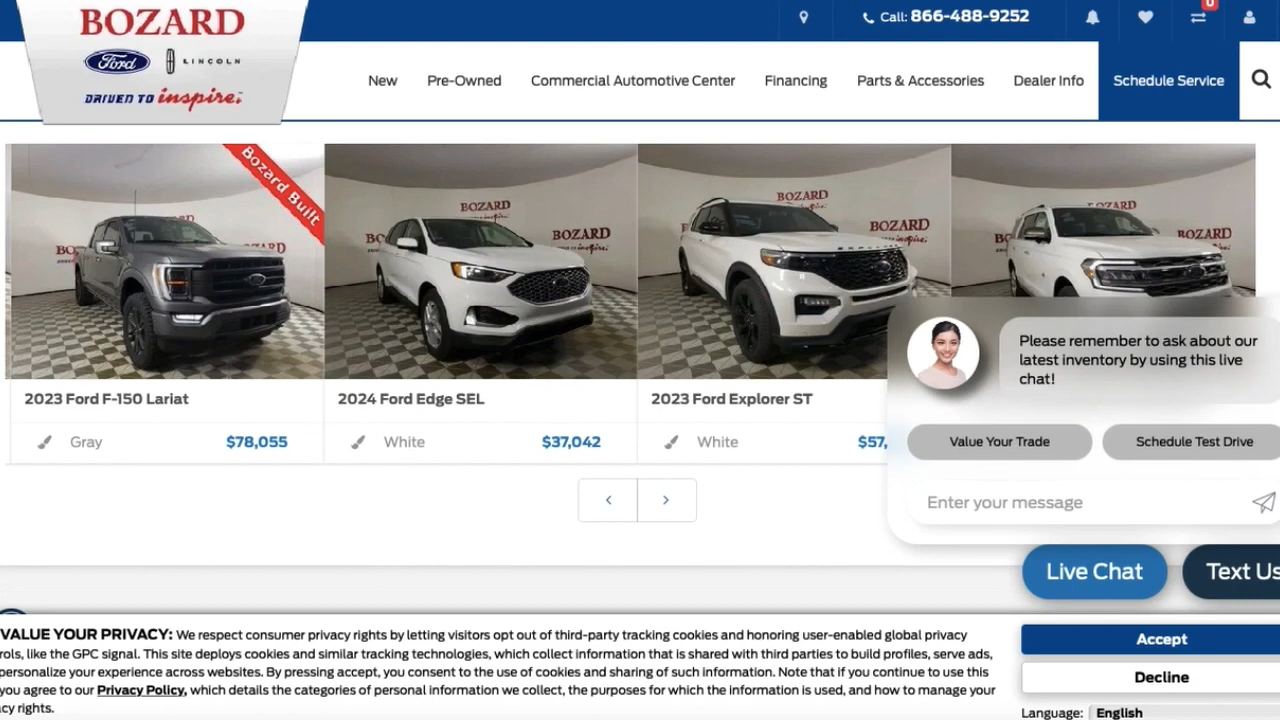 BOZARD
Ford LINCOLN
DRIVEN TO inspire.
Call: 866-488-9252
0
New Pre-Owned Commercial Automotive Center Financing Parts & Accessories Dealer Info Schedule Service
Bozard Built
BOZARD
BOZARD
BOZARD
BOZARD
BOZARD
inspire.
2023 Ford F-150 Lariat
Gray $78,055
2024 Ford Edge SEL
White $37,042
2023 Ford Explorer ST
White $57,
Please remember to ask about our
latest inventory by using this live
chat!
Value Your Trade Schedule Test Drive
Enter your message
Live Chat Text Us
VALUE YOUR PRIVACY: We respect consumer privacy rights by letting visitors opt out of third-party tracking cookies and honoring user-enabled global privacy
rols, like the GPC signal. This site deploys cookies and similar tracking technologies, which collect information that is shared with third parties to build profiles, serve ads,
personalize your experience across websites. By pressing accept, you consent to the use of cookies and sharing of such information. Note that if you continue to use this
you agree to our Privacy Policy, which details the categories of personal information we collect, the purposes for which the information is used, and how to manage your
cy rights.
Accept
Decline
Language: English